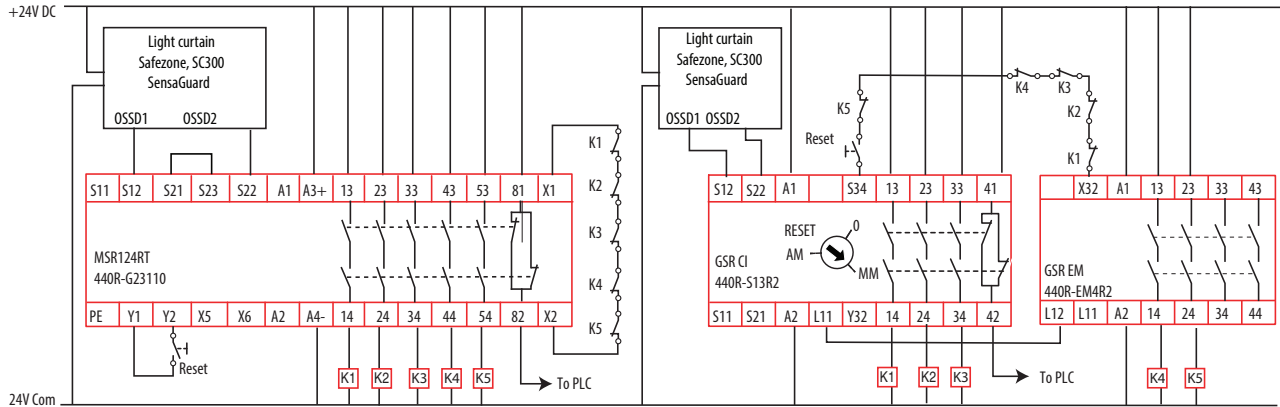 +24V DC
Light curtain
Safezone, SC300
SensaGuard
OSSD1 OSSD2
S11 S12 S21 S23 S22 A1 A3+ 13 23 33 43 53 81 X1
MSR124RT
440R-G23110
PE Y1 Y2 X5 X6 A2 A4- 14 24 34 44 54 82 X2
Reset
K1 K2 K3 K4 K5
To PLC
K1
K2
K3
K4
K5
24V Com
Light curtain
Safezone, SC300
SensaGuard
OSSD1 OSSD2
K5
Reset
K4 K3
K2
K1
S12 S22 A1 S34 13 23 33 41
RESET
0
AM
MM
GSR CI
440R-S13R2
S11 S21 A2 L11 Y32 14 24 34 42
K1 K2 K3
To PLC
X32 A1 13 23 33 43
GSR EM
440R-EM4R2
L12 L11 A2 14 24 34 44
K4 K5